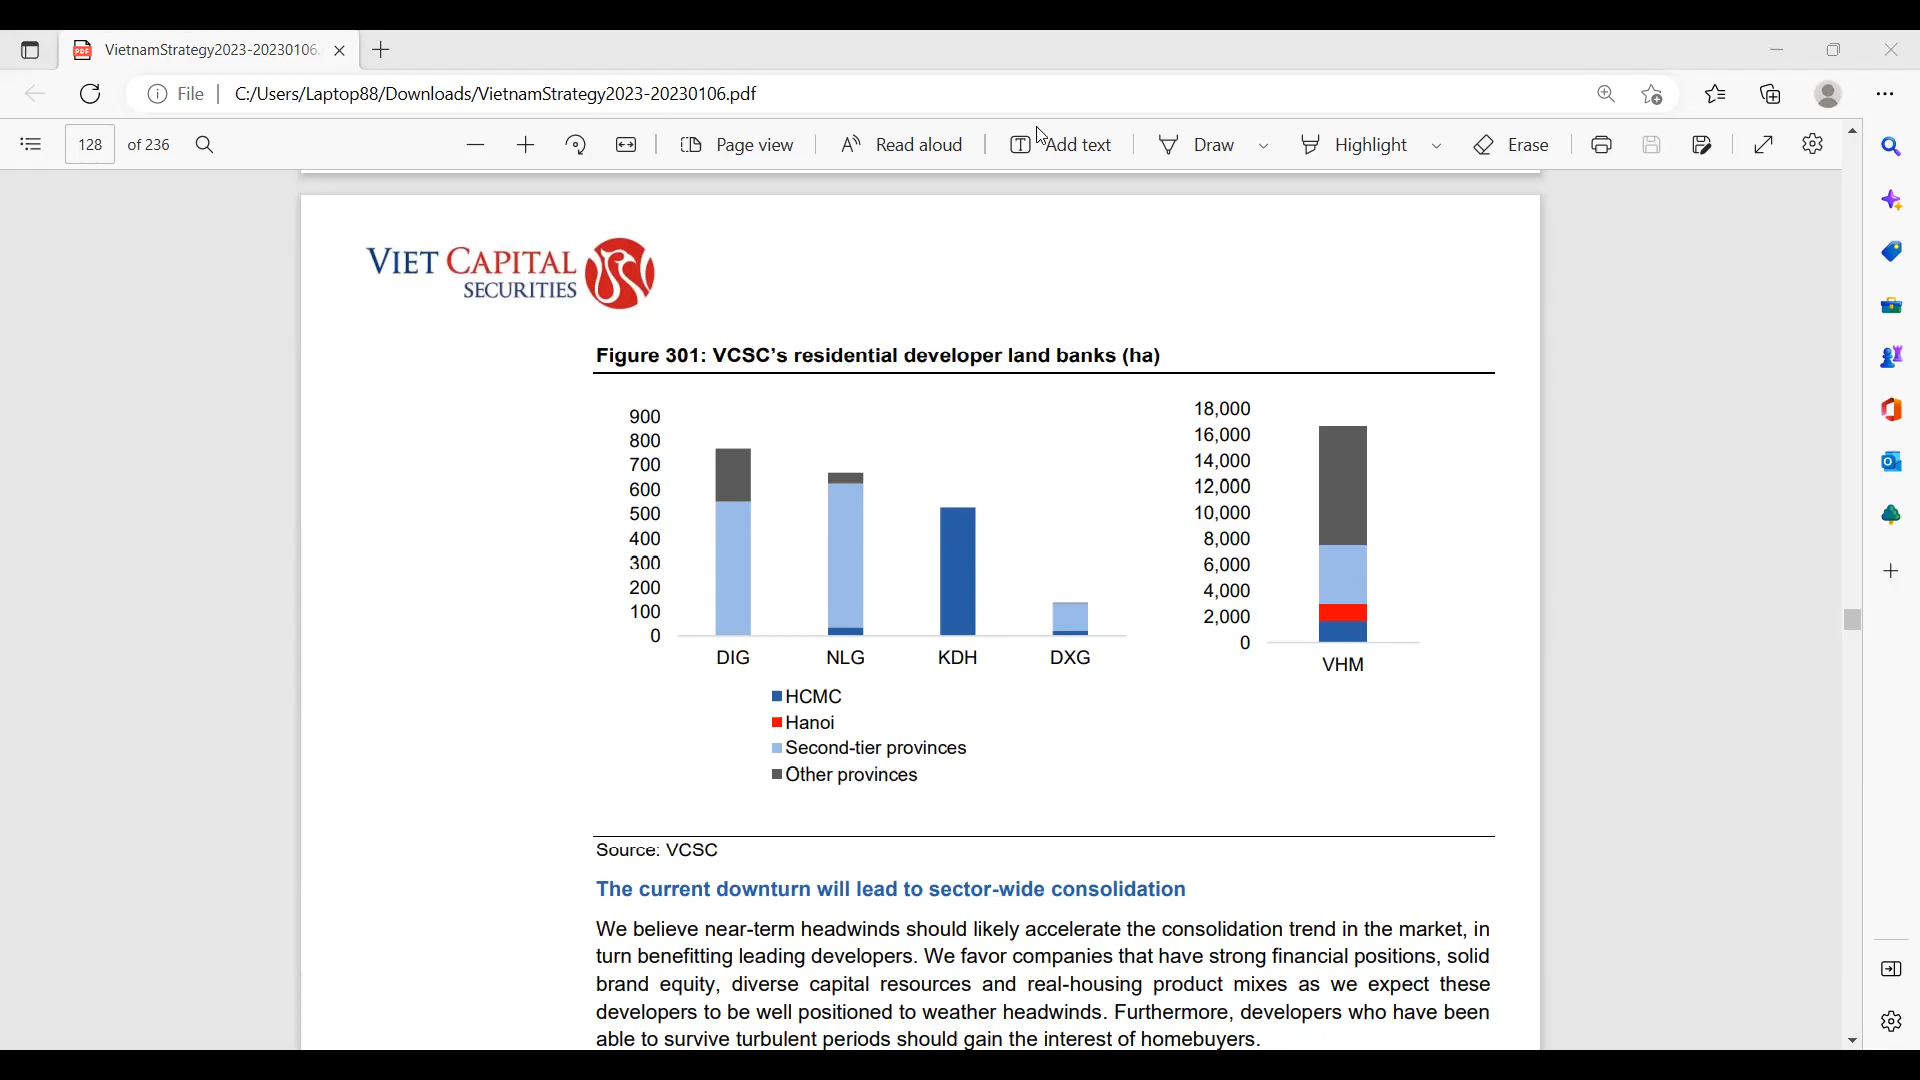 VietnamStrategy2023-20230106.
File
C:/Users/Laptop88/Downloads/VietnamStrategy2023-20230106.pdf
128 of 236
Page view
Read aloud
Add text
Draw
Highlight
Erase
VIET CAPITAL
SECURITIES
Figure 301: VCSC’s residential developer land banks (ha)
900
800
700
600
500
400
300
200
100
0
DIG NLG KDH DXG
18,000
16,000
14,000
12,000
10,000
8,000
6,000
4,000
2,000
0
VHM
HCMC
Hanoi
Second-tier provinces
Other provinces
Source: VCSC
The current downturn will lead to sector-wide consolidation
We believe near-term headwinds should likely accelerate the consolidation trend in the market, in
turn benefitting leading developers. We favor companies that have strong financial positions, solid
brand equity, diverse capital resources and real-housing product mixes as we expect these
developers to be well positioned to weather headwinds. Furthermore, developers who have been
able to survive turbulent periods should gain the interest of homebuyers.